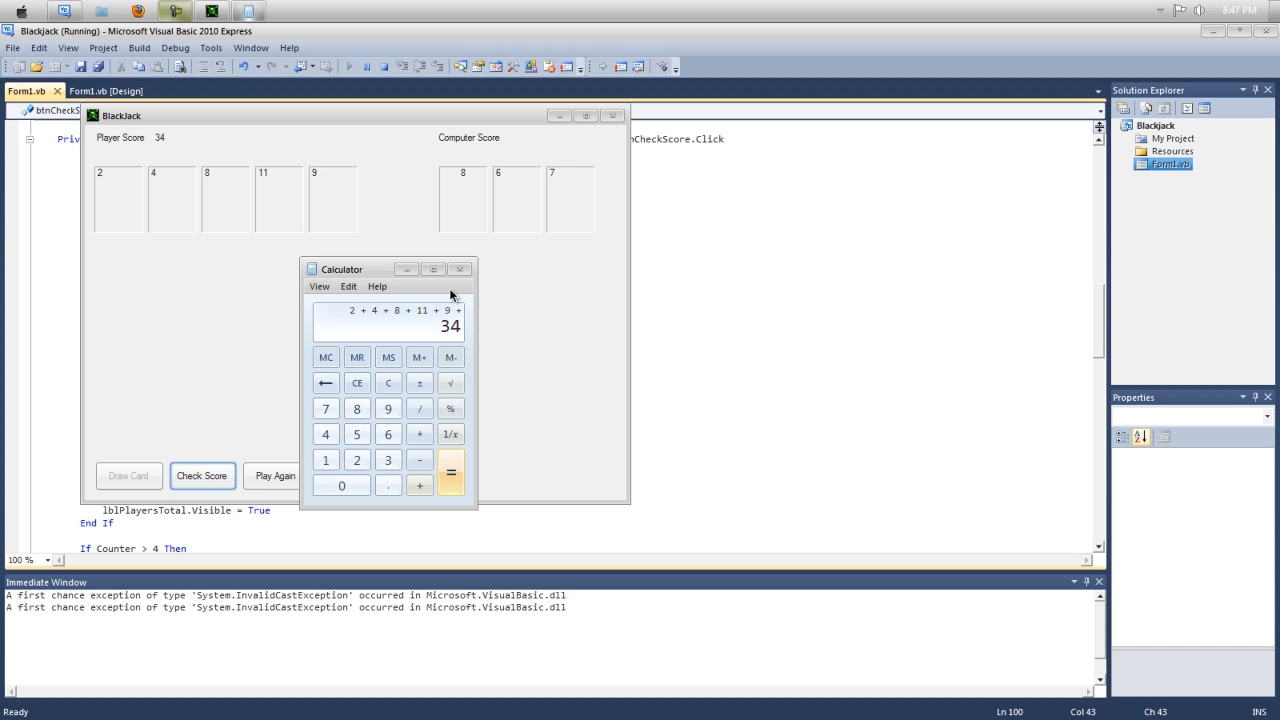 8:47 PM
Blackjack (Running) - Microsoft Visual Basic 2010 Express
File Edit View Project Build Debug Tools Window Help
Form1.vb Form1.vb [Design]
btnCheckS
BlackJack
Priv
nCheckScore.Click
Player Score 34 Computer Score
2 4 8 11 9 8 6 7
Calculator
View Edit Help
2 + 4 + 8 + 11 + 9 +
34
MC MR MS M+ M-
← CE C ± √
7 8 9 / %
4 5 6 * 1/x
1 2 3 - =
0 . +
Draw Card Check Score Play Again
lblPlayersTotal.Visible = True
End If
If Counter > 4 Then
100 %
Immediate Window
A first chance exception of type 'System.InvalidCastException' occurred in Microsoft.VisualBasic.dll
A first chance exception of type 'System.InvalidCastException' occurred in Microsoft.VisualBasic.dll
Solution Explorer
Blackjack
My Project
Resources
Form1.vb
Properties
Ready Ln 100 Col 43 Ch 43 INS